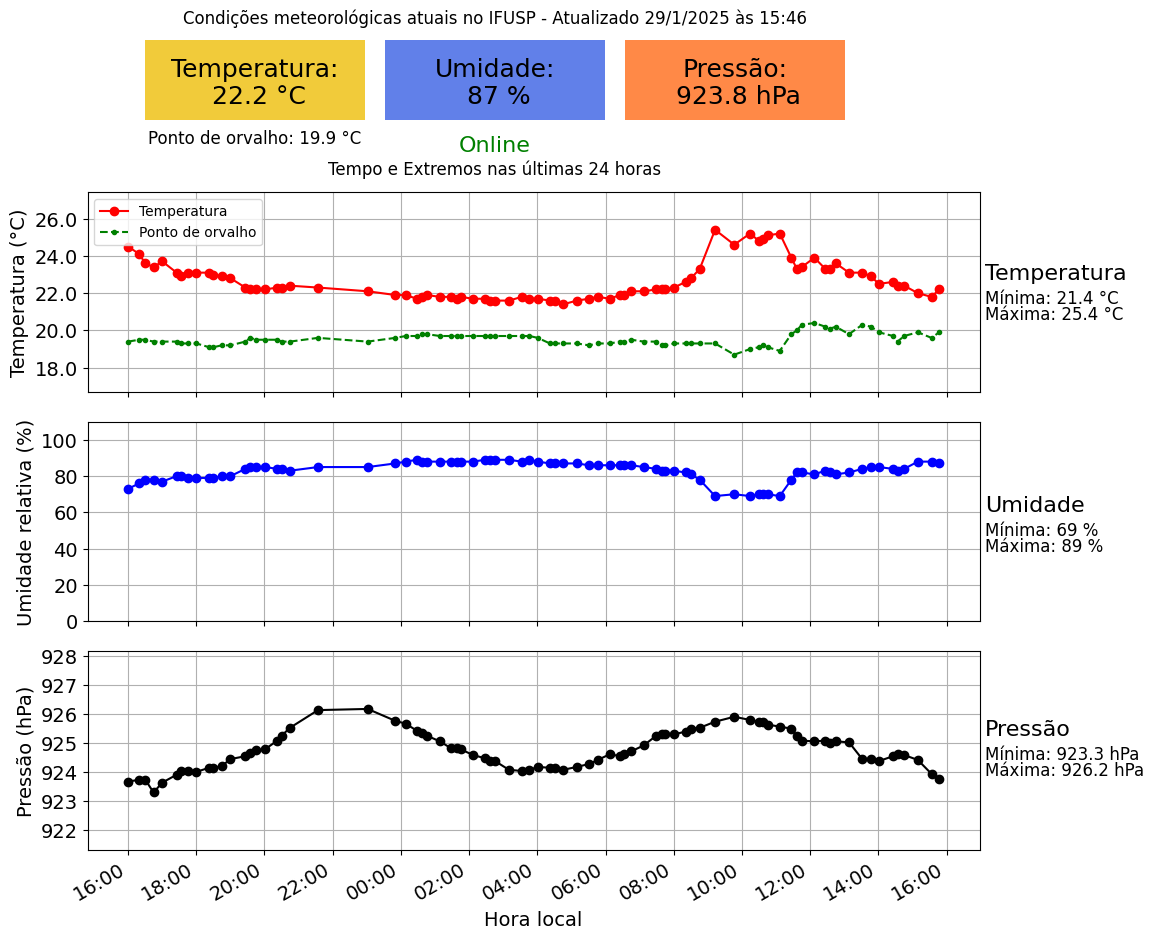 Condições meteorológicas atuais no IFUSP - Atualizado 29/1/2025 às 15:46
Temperatura:
22.2 °C
Umidade:
87 %
Pressão:
923.8 hPa
Ponto de orvalho: 19.9 °C
Online
Tempo e Extremos nas últimas 24 horas
Temperatura (°C)
26.0
24.0
22.0
20.0
18.0
Temperatura
Ponto de orvalho
Temperatura
Mínima: 21.4 °C
Máxima: 25.4 °C
Umidade relativa (%)
100
80
60
40
20
0
Umidade
Mínima: 69 %
Máxima: 89 %
Pressão (hPa)
928
927
926
925
924
923
922
Pressão
Mínima: 923.3 hPa
Máxima: 926.2 hPa
16:00 18:00 20:00 22:00 00:00 02:00 04:00 06:00 08:00 10:00 12:00 14:00 16:00
Hora local